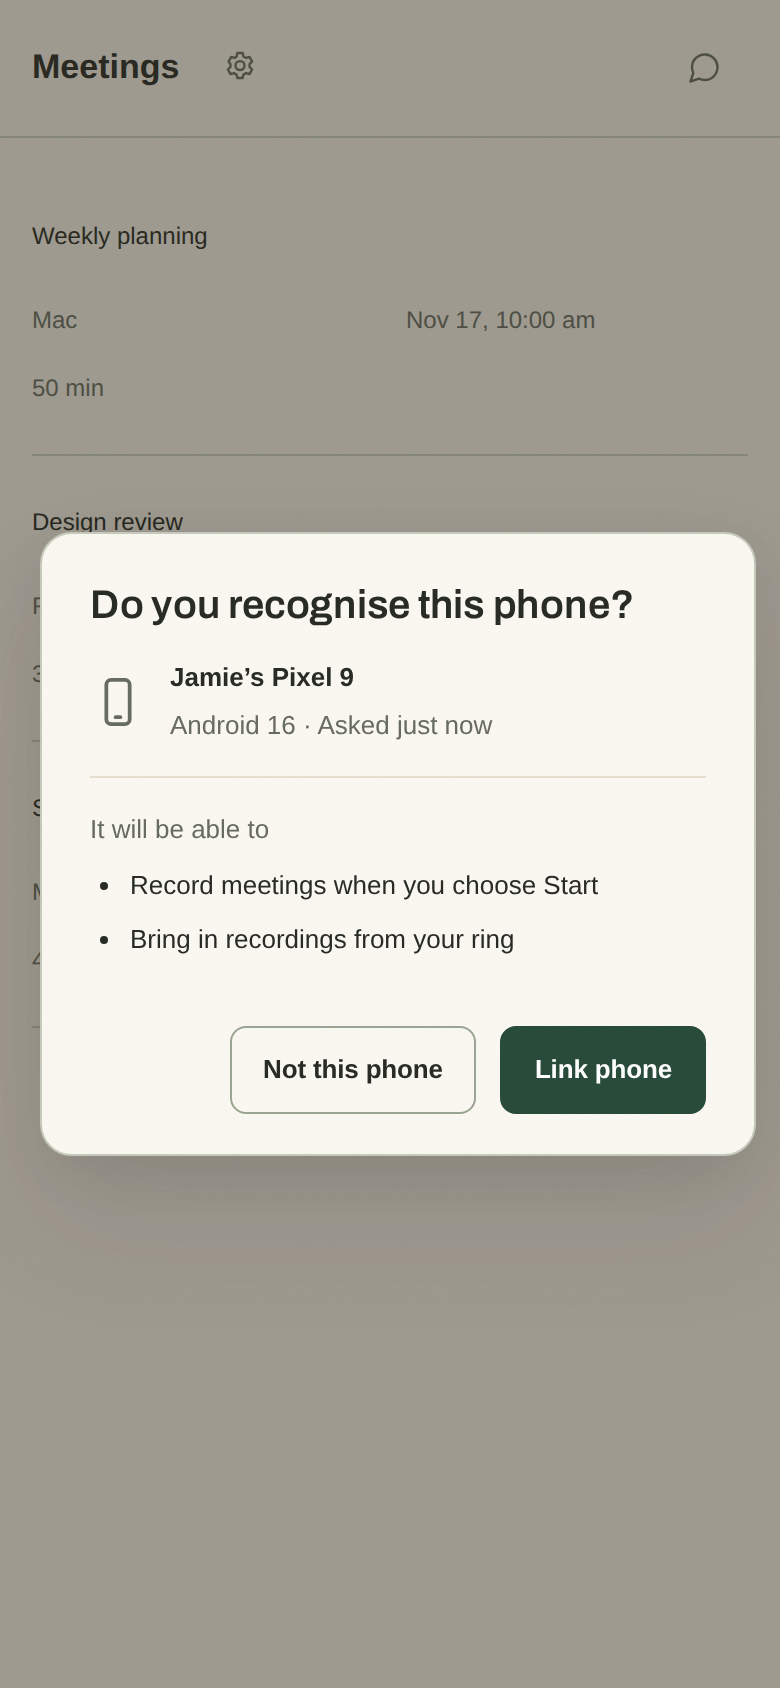 Meetings
Weekly planning
Mac
Nov 17, 10:00 am
50 min
Design review
Do you recognise this phone?
Jamie’s Pixel 9
Android 16 · Asked just now
It will be able to
Record meetings when you choose Start
Bring in recordings from your ring
Not this phone
Link phone